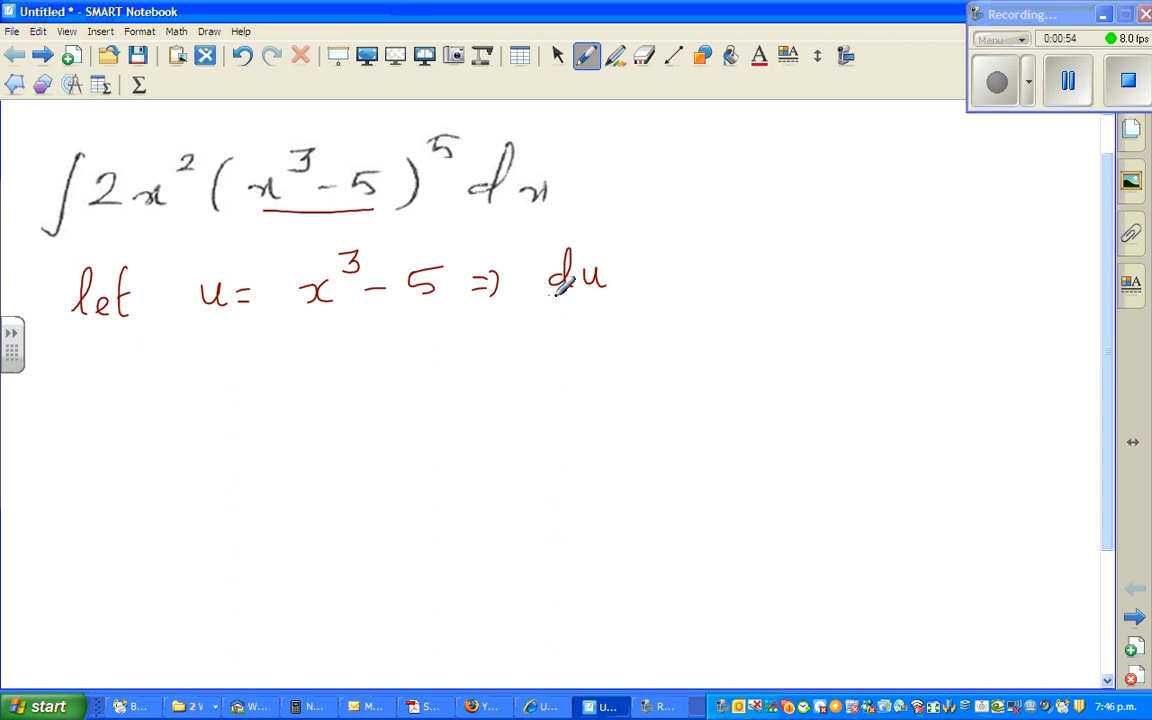 Untitled * - SMART Notebook
Recording...
File Edit View Insert Format Math Draw Help
Menu
0:00:54
8.0 fps
∫ 2x² (x³ - 5)⁵ dx
let u = x³ - 5 ⇒ du
start
B...
2 W
W...
N...
M...
S...
Y...
U...
U...
R...
7:46 p.m.